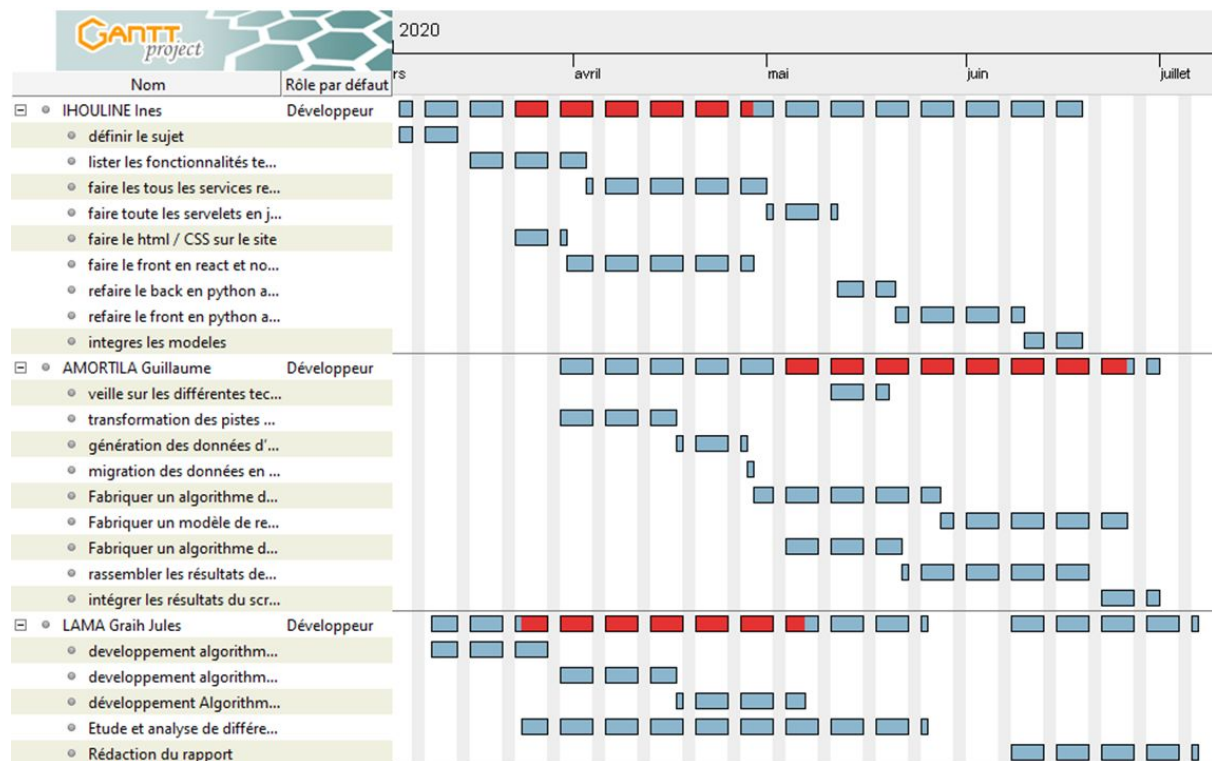 GANTT project
2020
rs avril mai juin juillet
Nom Rôle par défaut
IHOULINE Ines Développeur
définir le sujet
lister les fonctionnalités te...
faire les tous les services re...
faire toute les servelets en j...
faire le html / CSS sur le site
faire le front en react et no...
refaire le back en python a...
refaire le front en python a...
integres les modeles
AMORTILA Guillaume Développeur
veille sur les différentes tec...
transformation des pistes ...
génération des données d'...
migration des données en ...
Fabriquer un algorithme d...
Fabriquer un modèle de re...
Fabriquer un algorithme d...
rassembler les résultats de...
intégrer les résultats du scr...
LAMA Graih Jules Développeur
developpement algorithm...
developpement algorithm...
développement Algorithm...
Etude et analyse de différe...
Rédaction du rapport